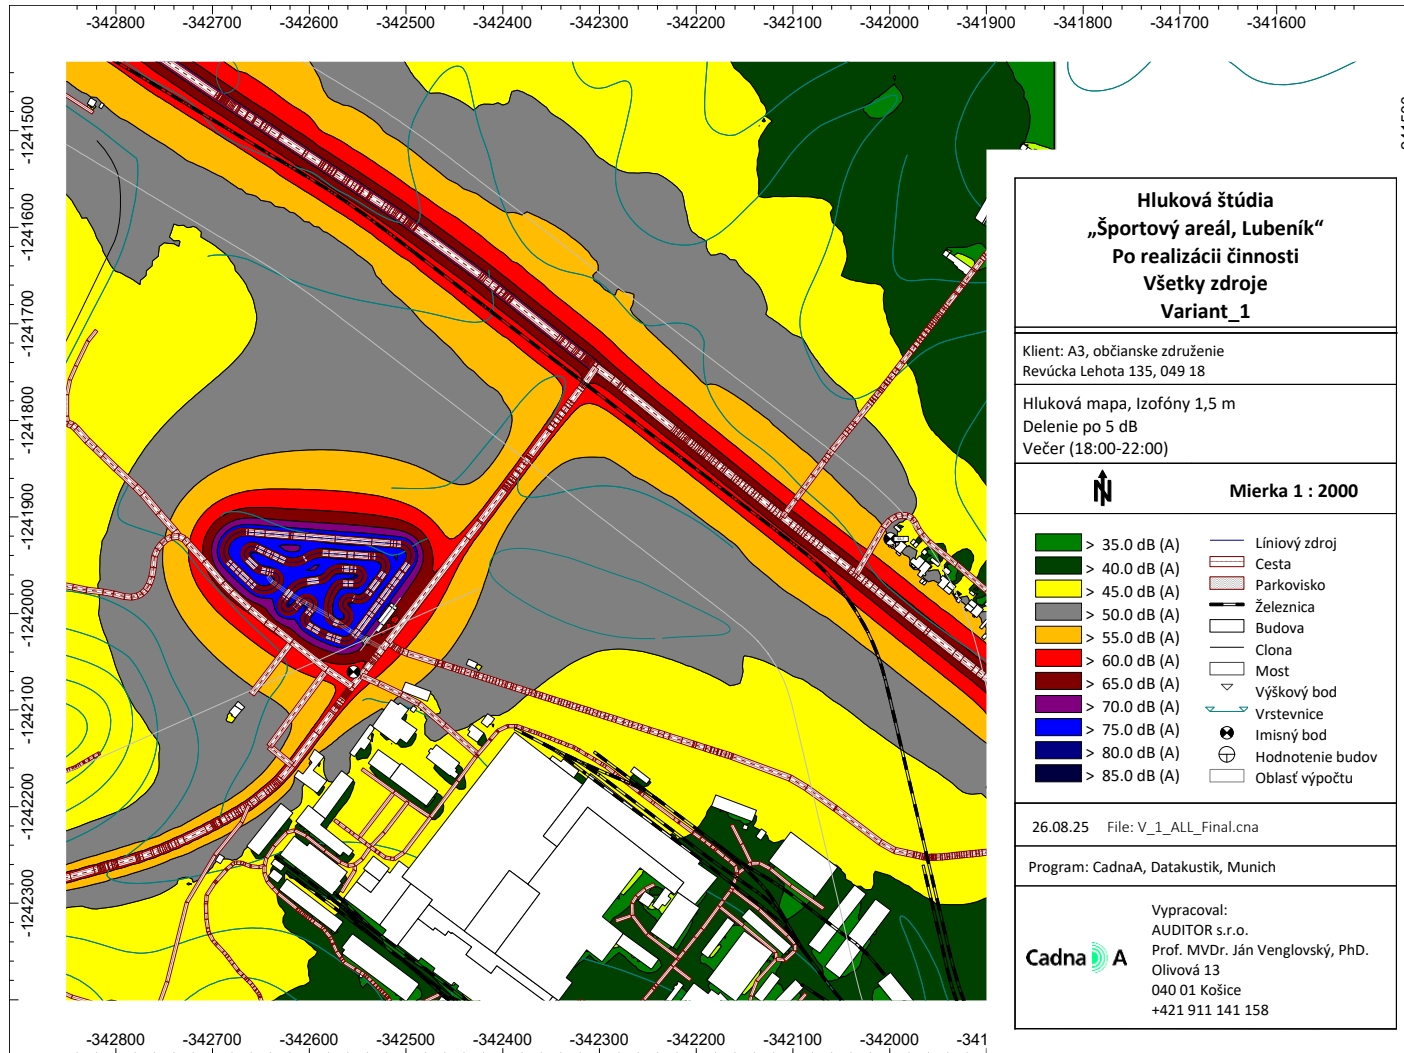 -342800 -342700 -342600 -342500 -342400 -342300 -342200 -342100 -342000 -341900 -341800 -341700 -341600
-1241500
-1241600
-1241700
-1241800
-1241900
-1242000
-1242100
-1242200
-1242300
Hluková štúdia
„Športový areál, Lubeník“
Po realizácii činnosti
Všetky zdroje
Variant_1
Klient: A3, občianske združenie
Revúcka Lehota 135, 049 18
Hluková mapa, Izofóny 1,5 m
Delenie po 5 dB
Večer (18:00-22:00)
N
Mierka 1 : 2000
> 35.0 dB (A)
> 40.0 dB (A)
> 45.0 dB (A)
> 50.0 dB (A)
> 55.0 dB (A)
> 60.0 dB (A)
> 65.0 dB (A)
> 70.0 dB (A)
> 75.0 dB (A)
> 80.0 dB (A)
> 85.0 dB (A)
Líniový zdroj
Cesta
Parkovisko
Železnica
Budova
Clona
Most
Výškový bod
Vrstevnice
Imisný bod
Hodnotenie budov
Oblasť výpočtu
26.08.25 File: V_1_ALL_Final.cna
Program: CadnaA, Datakustik, Munich
Cadna A
Vypracoval:
AUDITOR s.r.o.
Prof. MVDr. Ján Venglovský, PhD.
Olivová 13
040 01 Košice
+421 911 141 158
-342800 -342700 -342600 -342500 -342400 -342300 -342200 -342100 -342000